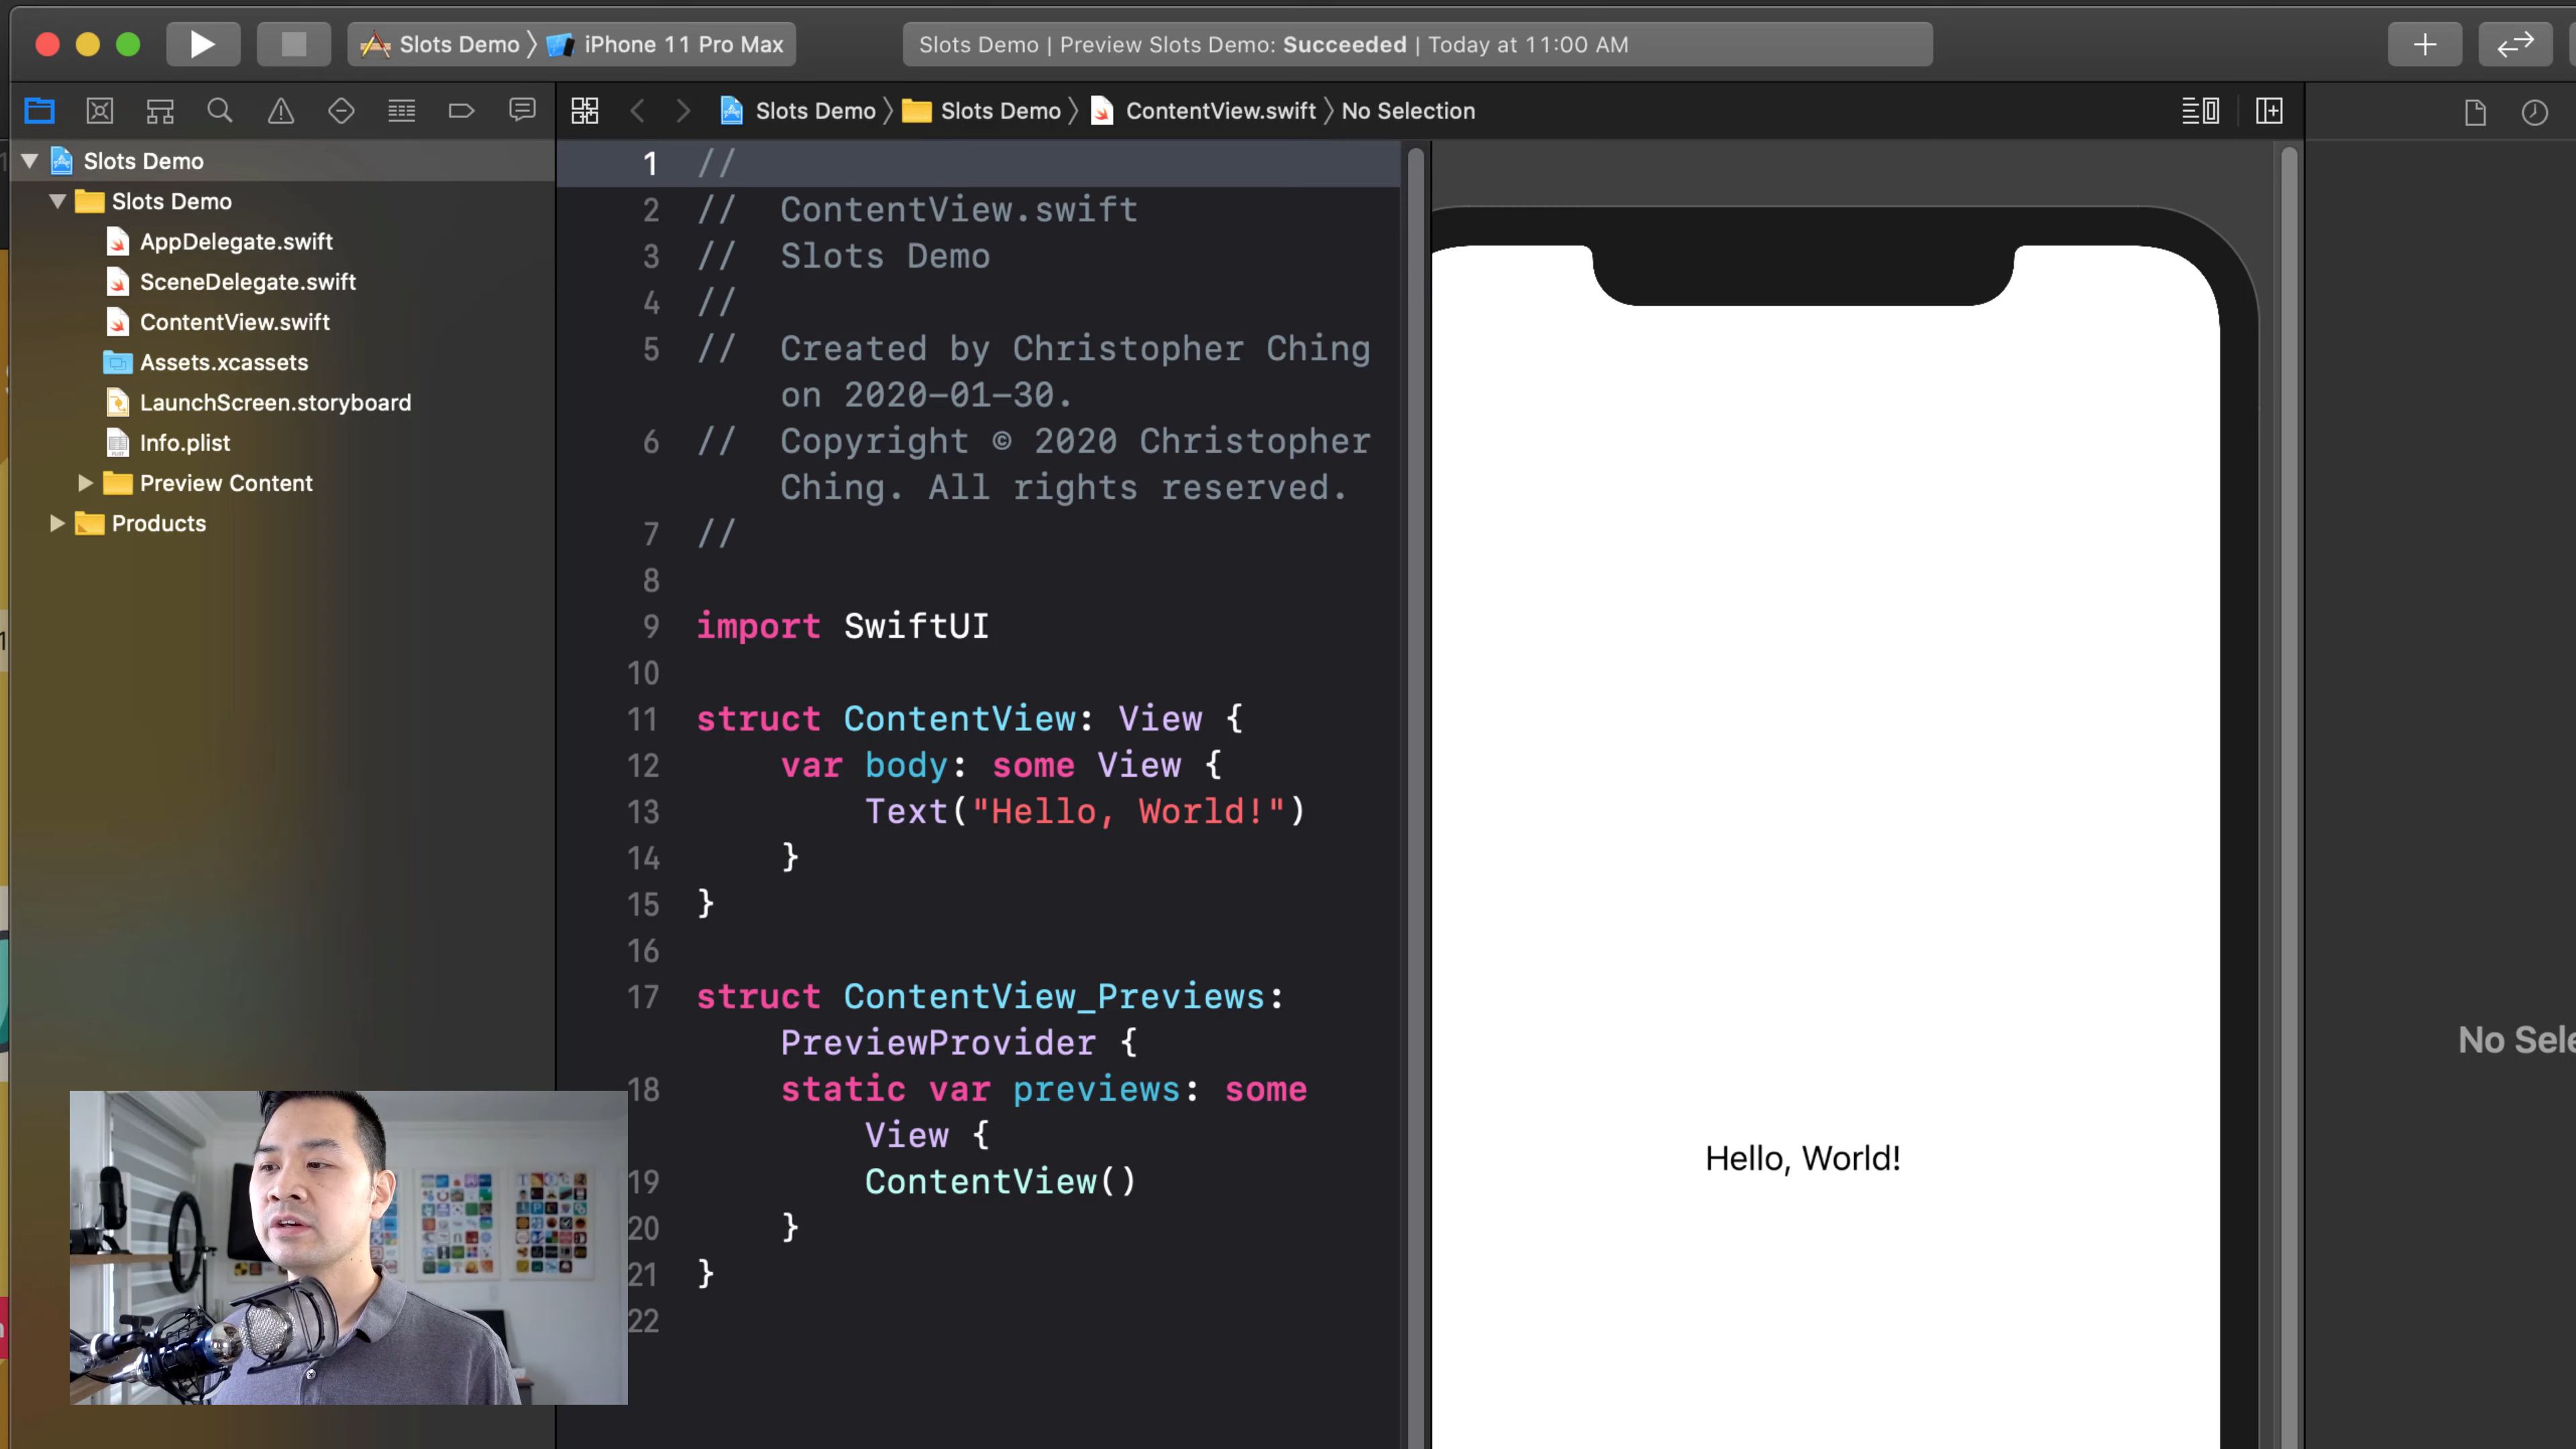 Slots Demo 〉 iPhone 11 Pro Max
Slots Demo | Preview Slots Demo: Succeeded | Today at 11:00 AM
Slots Demo 〉 Slots Demo 〉 ContentView.swift 〉 No Selection
Slots Demo
Slots Demo
AppDelegate.swift
SceneDelegate.swift
ContentView.swift
Assets.xcassets
LaunchScreen.storyboard
Info.plist
Preview Content
Products
1 //
2 //  ContentView.swift
3 //  Slots Demo
4 //
5 //  Created by Christopher Ching
on 2020-01-30.
6 //  Copyright © 2020 Christopher
Ching. All rights reserved.
7 //
8
9 import SwiftUI
10
11 struct ContentView: View {
12     var body: some View {
13         Text("Hello, World!")
14     }
15 }
16
17 struct ContentView_Previews:
PreviewProvider {
18     static var previews: some
View {
19         ContentView()
20     }
21 }
22
Hello, World!
No Sele